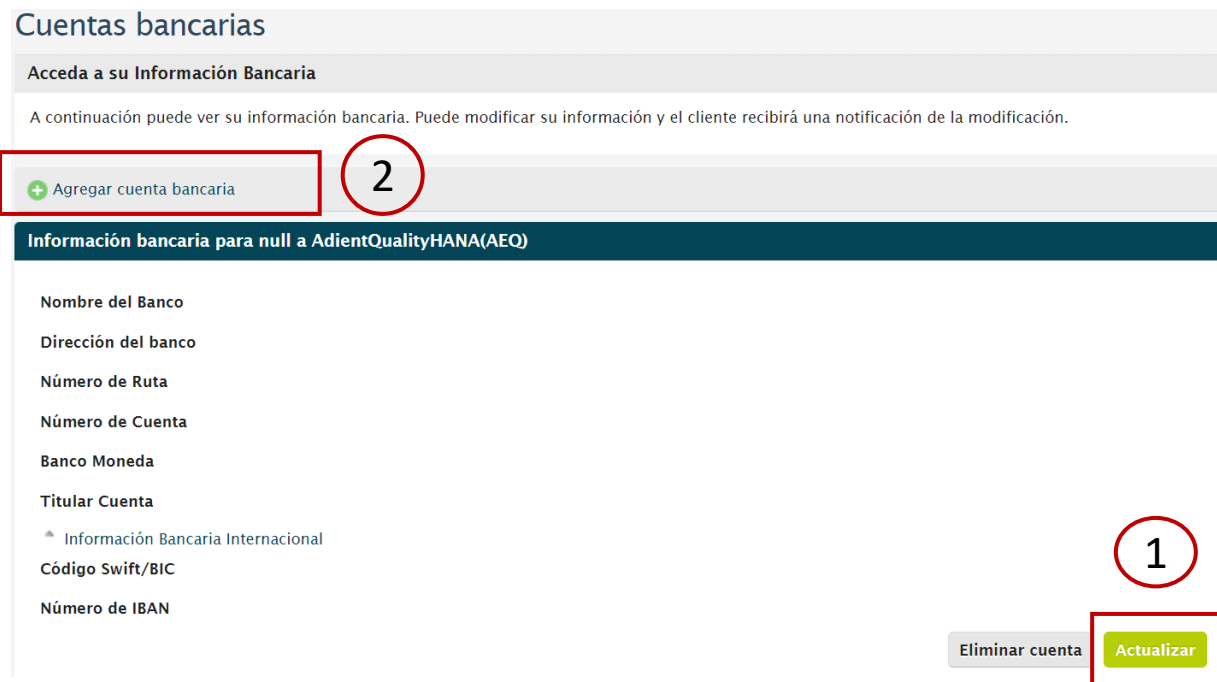 Cuentas bancarias
Acceda a su Información Bancaria
A continuación puede ver su información bancaria. Puede modificar su información y el cliente recibirá una notificación de la modificación.
Agregar cuenta bancaria
2
Información bancaria para null a AdientQualityHANA(AEQ)
Nombre del Banco
Dirección del banco
Número de Ruta
Número de Cuenta
Banco Moneda
Titular Cuenta
Información Bancaria Internacional
Código Swift/BIC
1
Número de IBAN
Eliminar cuenta
Actualizar